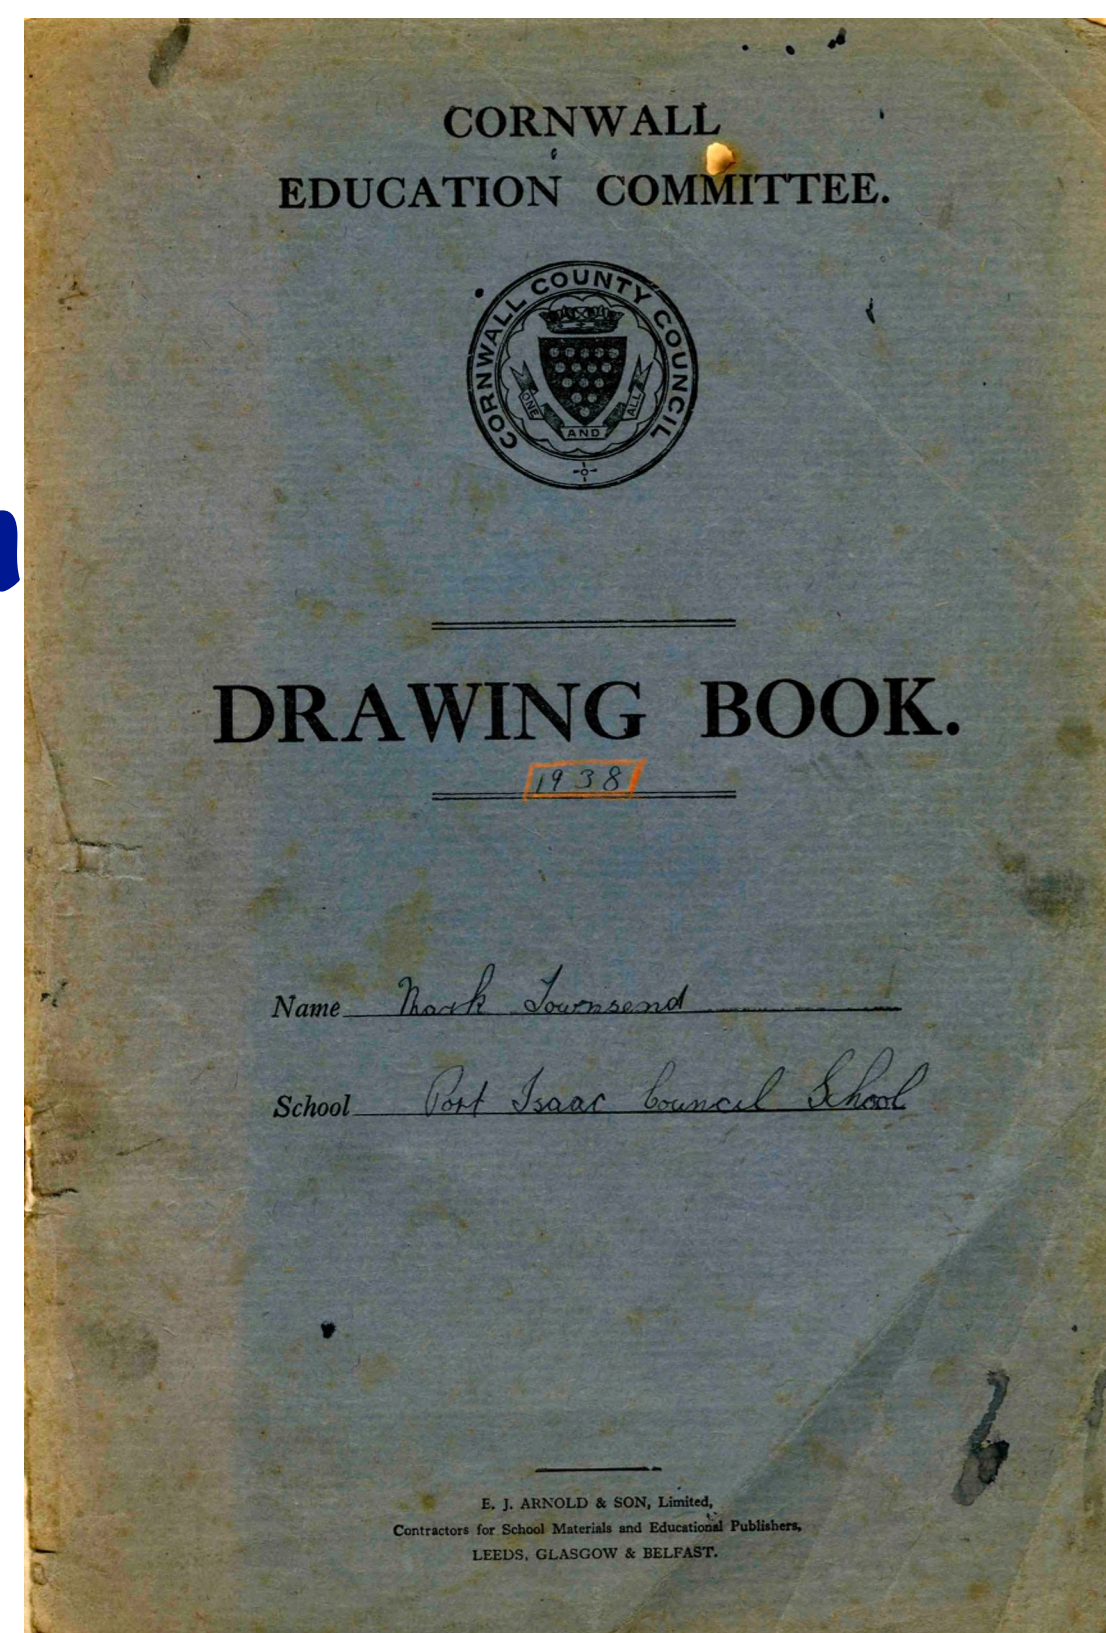 CORNWALL
EDUCATION COMMITTEE.
CORNWALL COUNTY COUNCIL
ONE AND ALL
DRAWING BOOK.
1938
Name Mark Townsend
School Port Isaac Council School
E. J. ARNOLD & SON, Limited,
Contractors for School Materials and Educational Publishers,
LEEDS, GLASGOW & BELFAST.